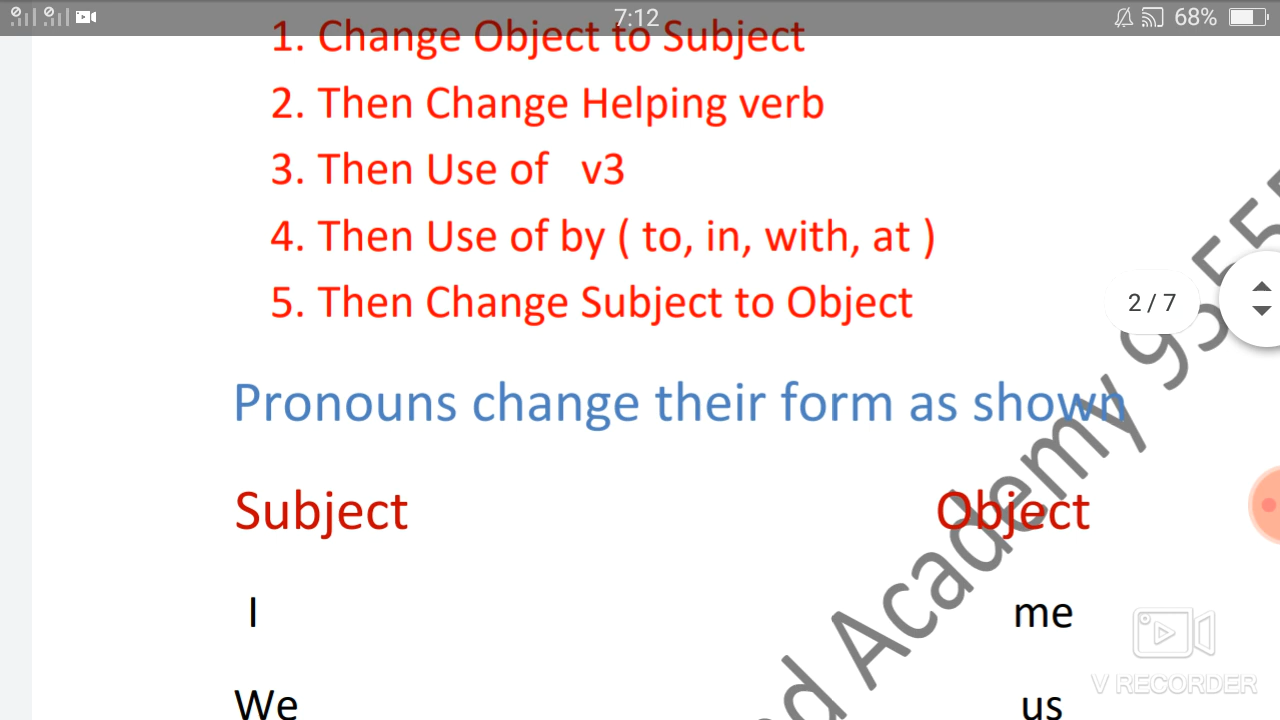 7:12
68%
1. Change Object to Subject
2. Then Change Helping verb
3. Then Use of v3
4. Then Use of by ( to, in, with, at )
5. Then Change Subject to Object
2 / 7
Pronouns change their form as shown
Subject Object
I me
We us
Academy
V RECORDER